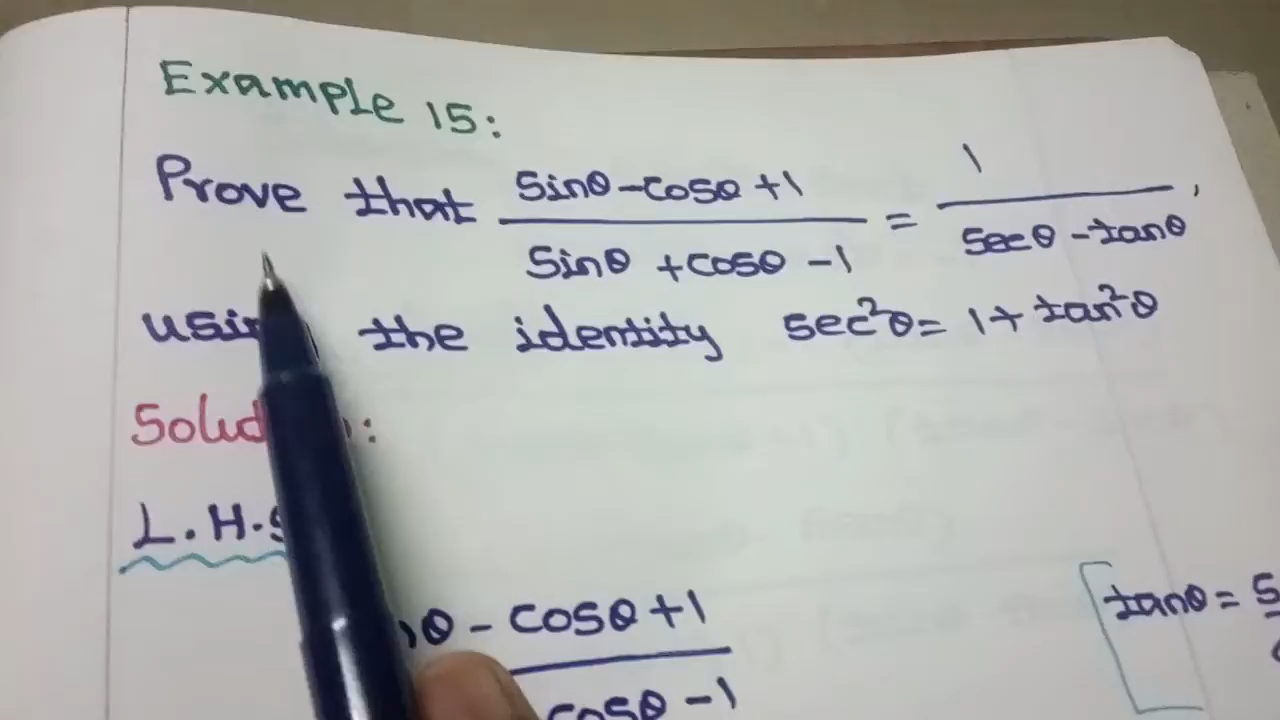 Example 15:
Prove that (sinθ - cosθ + 1)/(sinθ + cosθ - 1) = 1/(secθ - tanθ),
the identity sec²θ = 1 + tan²θ
L.H.
θ - cosθ + 1
cosθ - 1
tanθ =